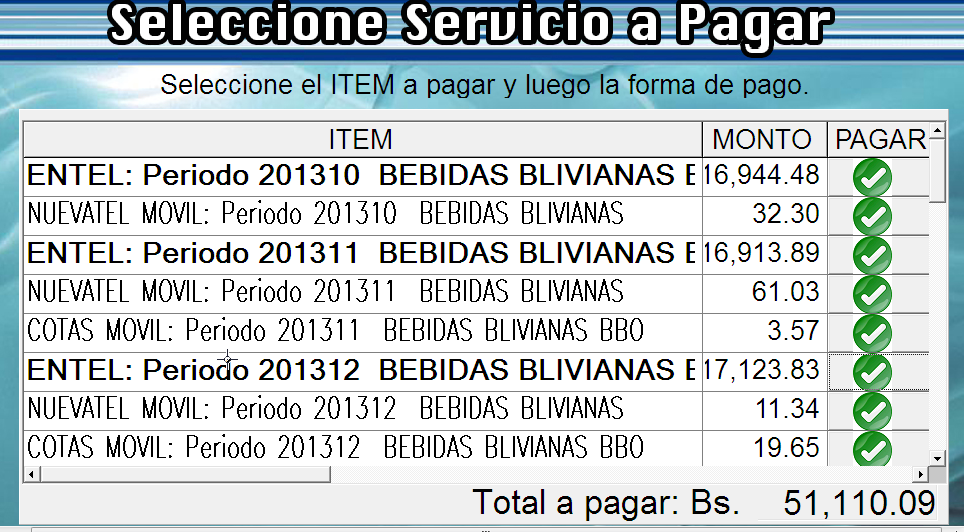 Seleccione Servicio a Pagar
Seleccione el ITEM a pagar y luego la forma de pago.
ITEM MONTO PAGAR
ENTEL: Periodo 201310 BEBIDAS BLIVIANAS B 16,944.48
NUEVATEL MOVIL: Periodo 201310 BEBIDAS BLIVIANAS 32.30
ENTEL: Periodo 201311 BEBIDAS BLIVIANAS B 16,913.89
NUEVATEL MOVIL: Periodo 201311 BEBIDAS BLIVIANAS 61.03
COTAS MOVIL: Periodo 201311 BEBIDAS BLIVIANAS BBO 3.57
ENTEL: Periodo 201312 BEBIDAS BLIVIANAS B 17,123.83
NUEVATEL MOVIL: Periodo 201312 BEBIDAS BLIVIANAS 11.34
COTAS MOVIL: Periodo 201312 BEBIDAS BLIVIANAS BBO 19.65
Total a pagar: Bs. 51,110.09